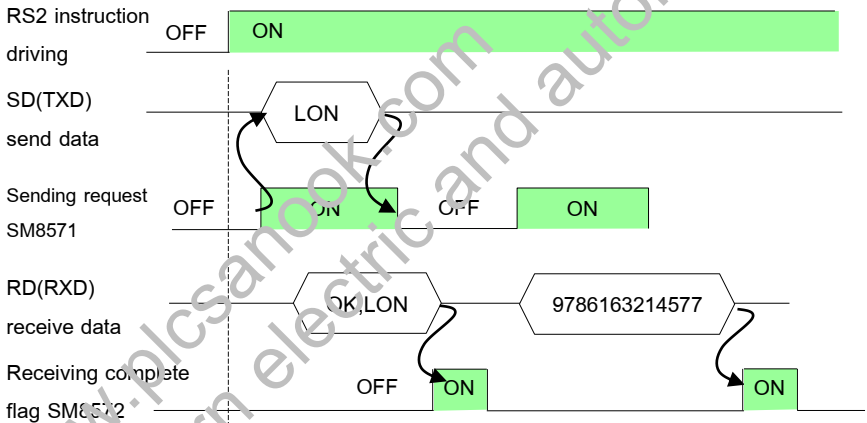 RS2 instruction
driving
OFF
ON
SD(TXD)
send data
LON
Sending request
SM8571
OFF
ON
OFF
ON
RD(RXD)
receive data
OK,LON
9786163214577
Receiving complete
flag SM8572
OFF
ON
ON
www.plcsanook.com
electric and